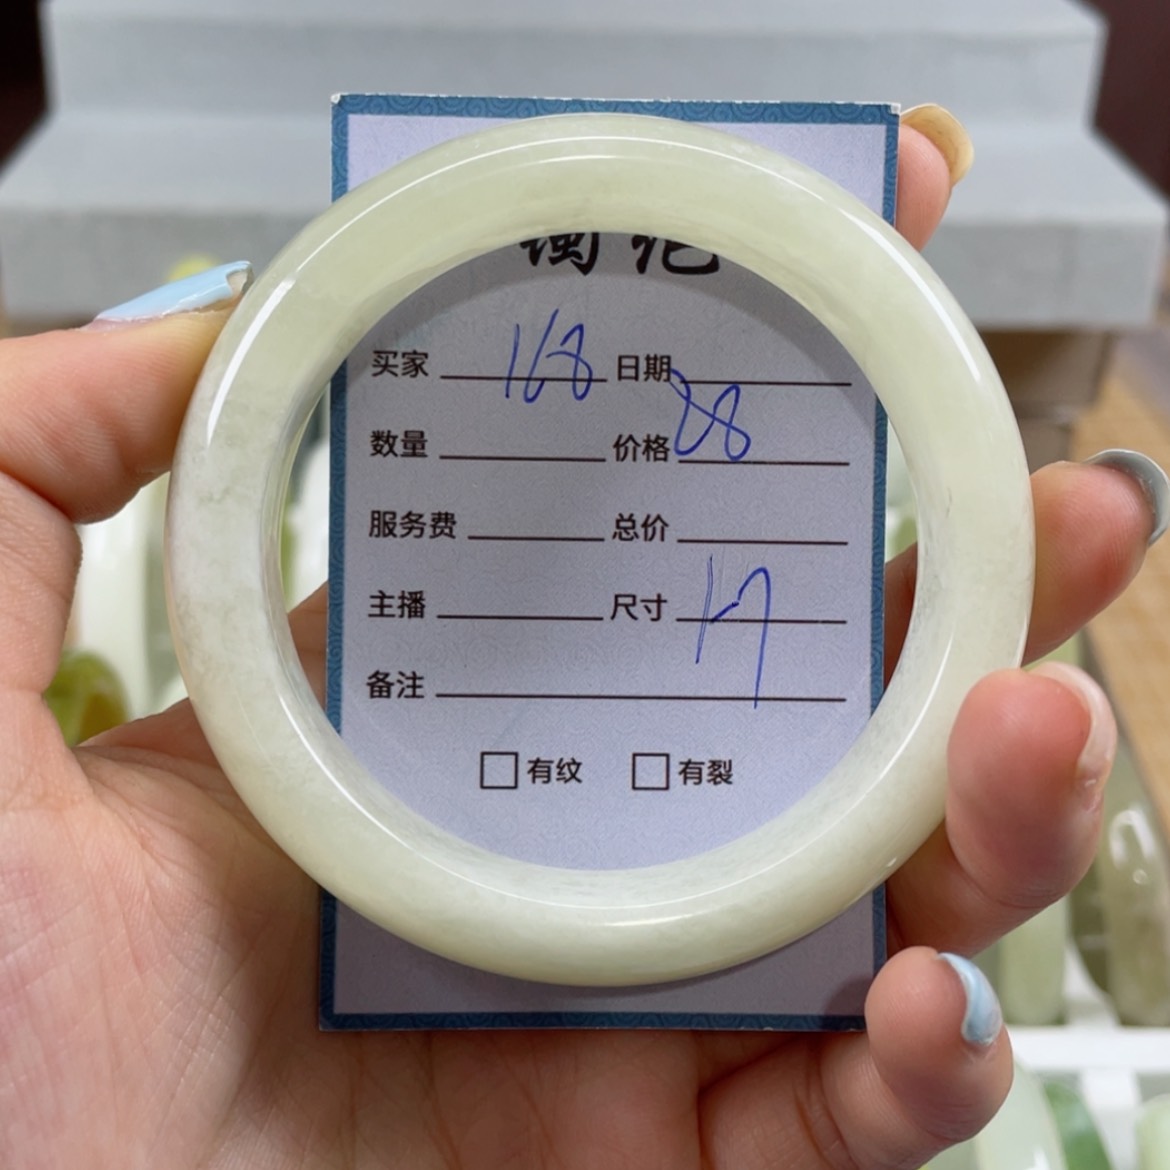 买家 168 日期
数量 价格 88
服务费 总价
主播 尺寸 17
备注
□有纹 □有裂